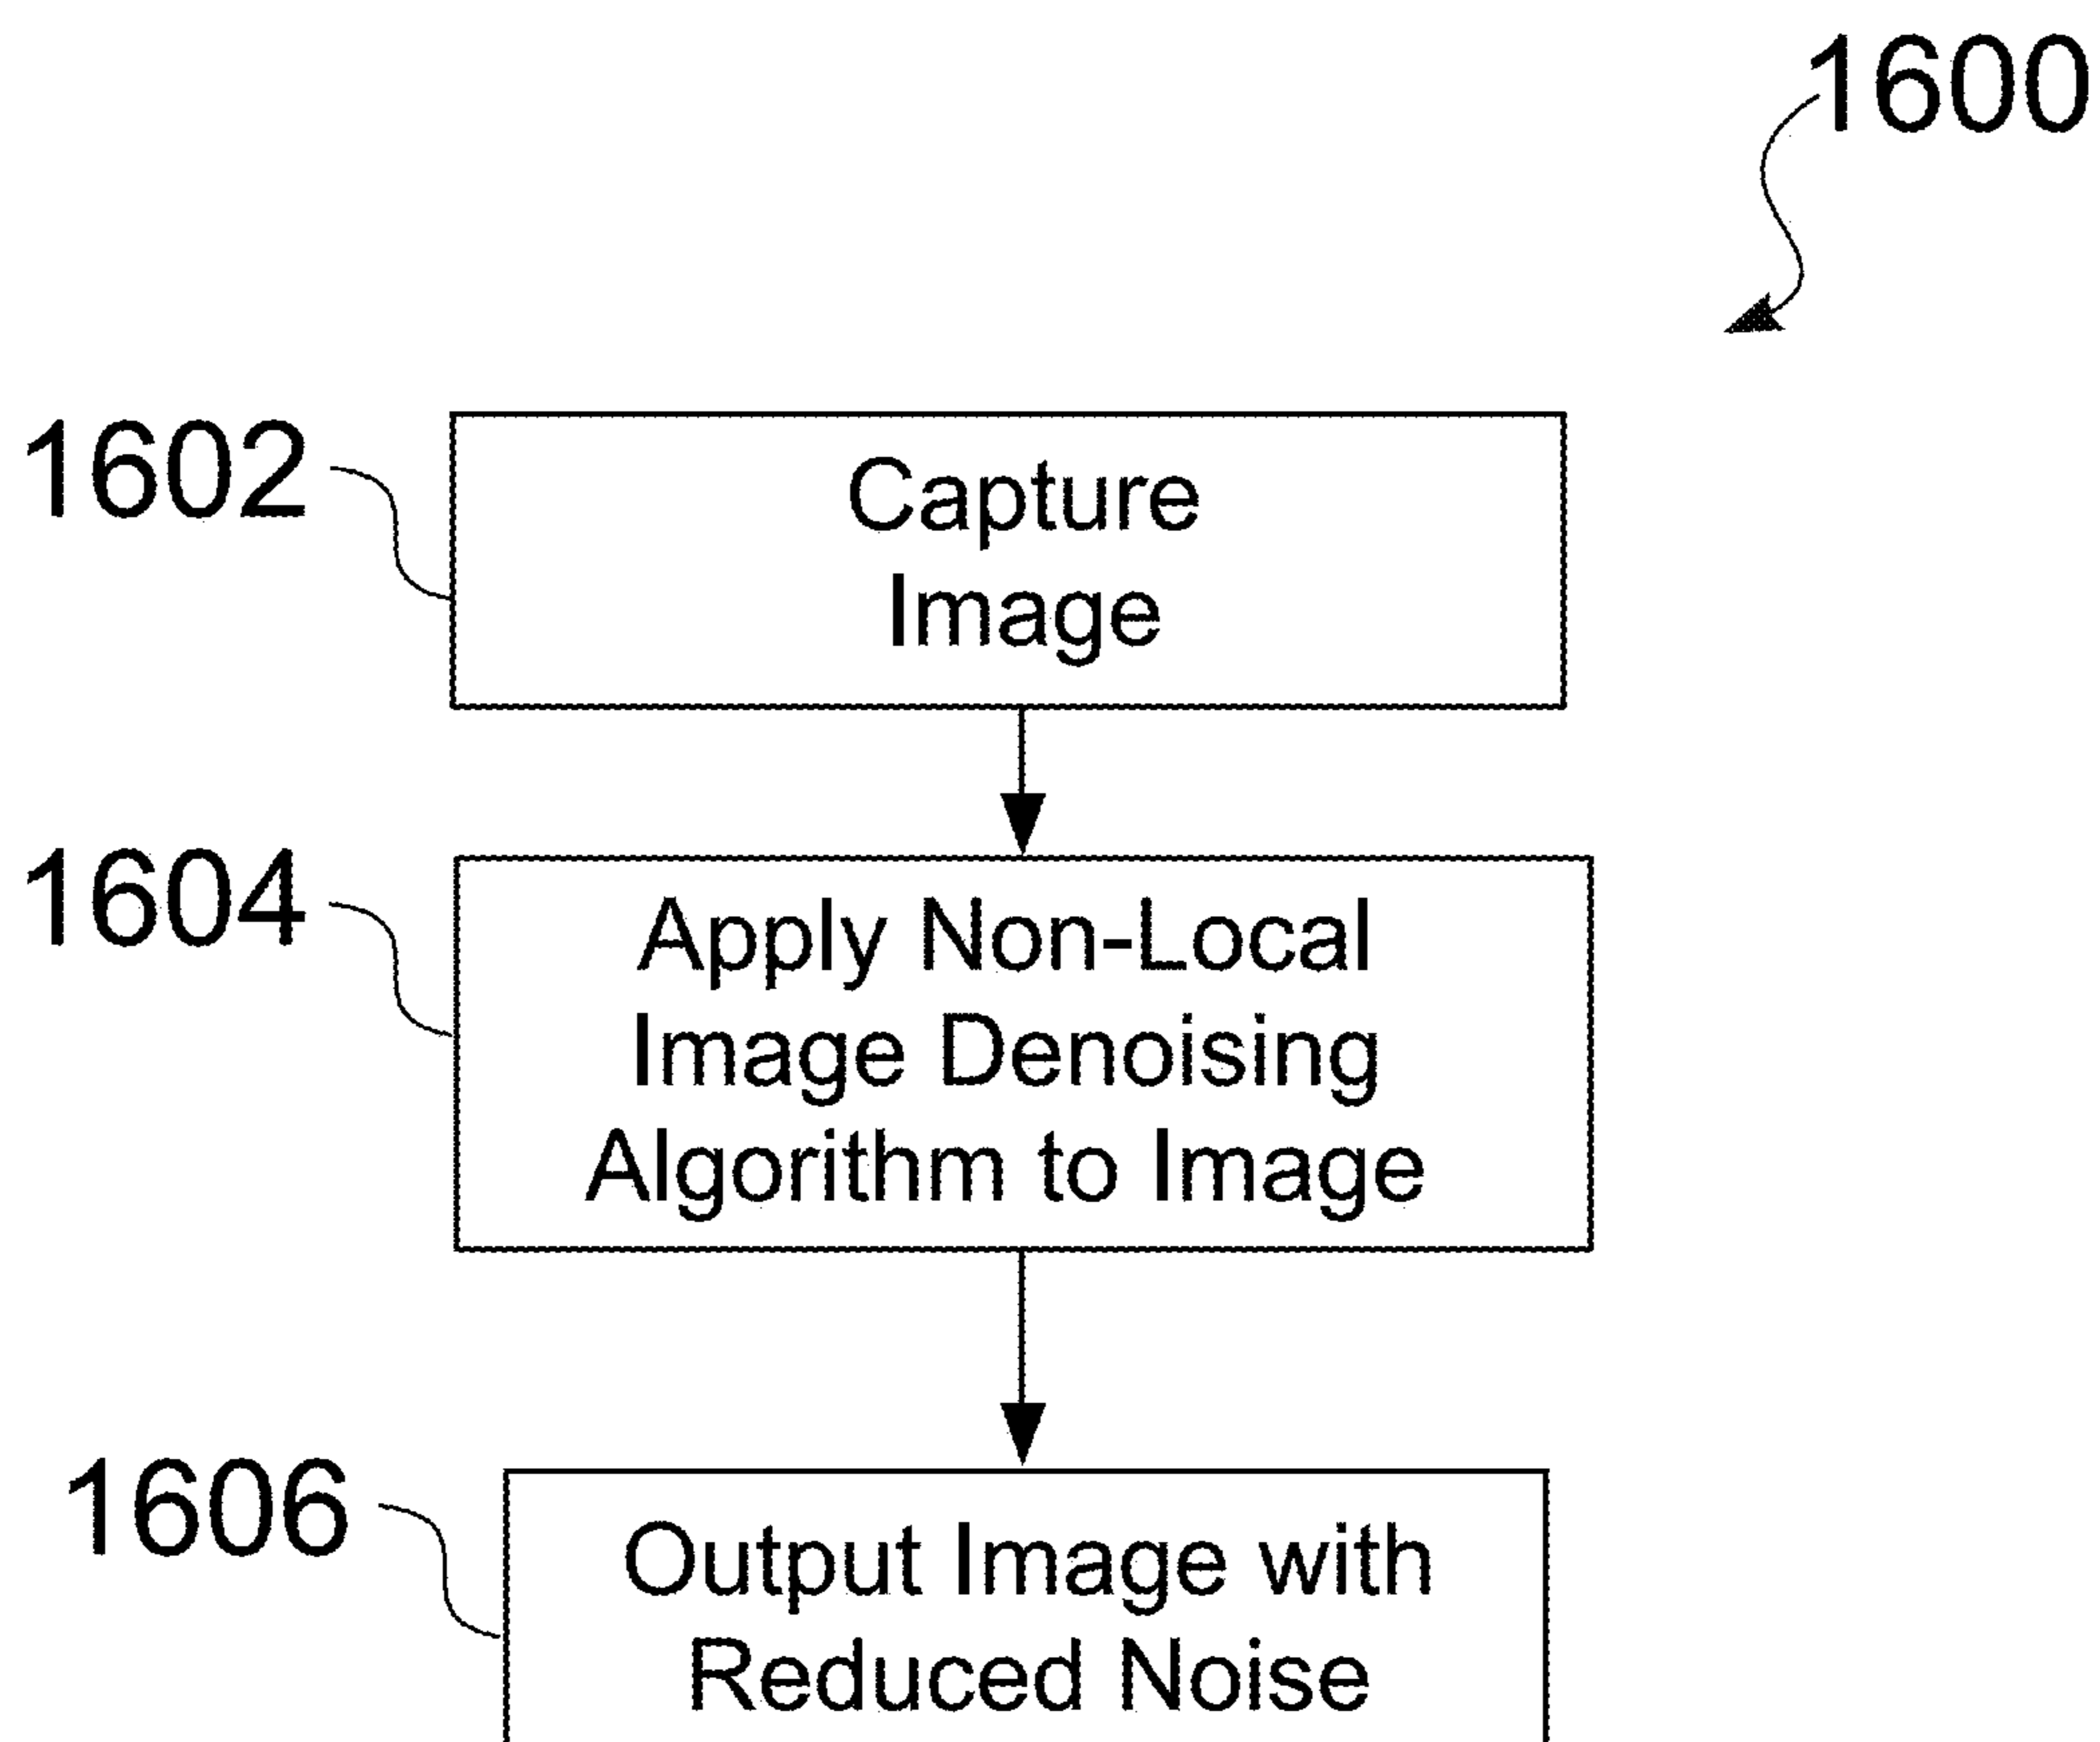 1600
1602
Capture
Image
1604
Apply Non-Local
Image Denoising
Algorithm to Image
1606
Output Image with
Reduced Noise